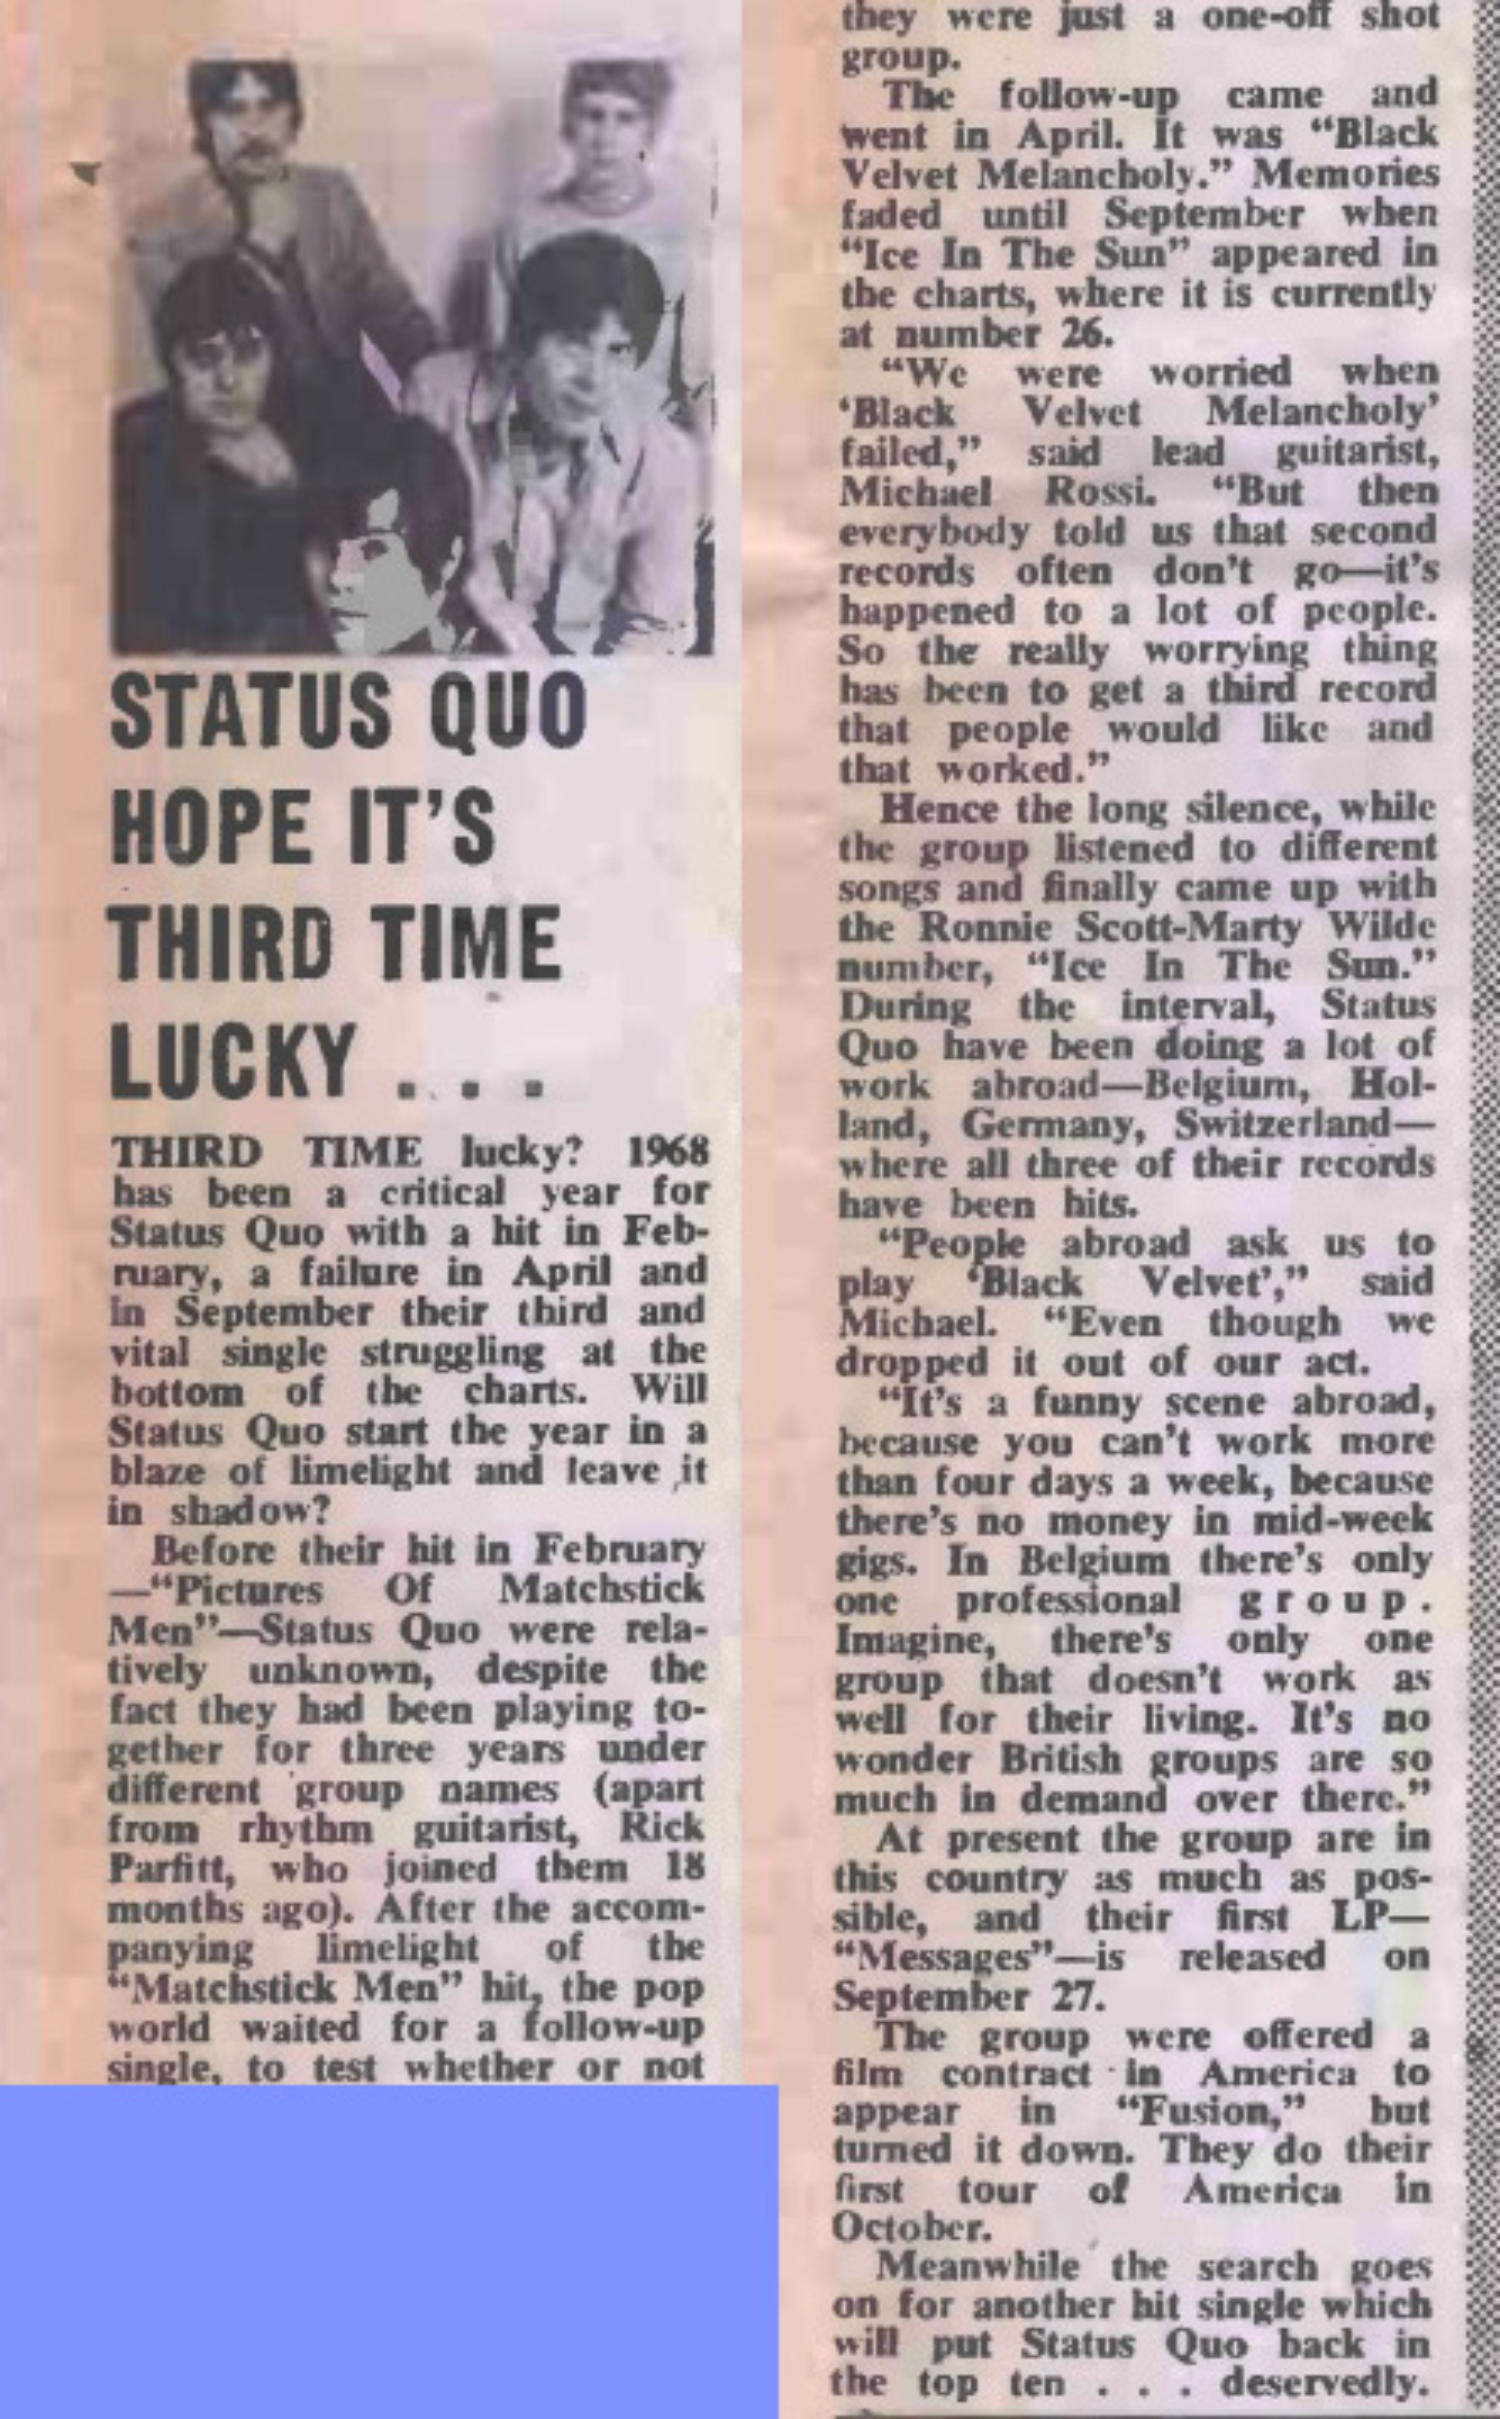 STATUS QUO
HOPE IT'S
THIRD TIME
LUCKY . . .
THIRD TIME lucky? 1968
has been a critical year for
Status Quo with a hit in Feb-
ruary, a failure in April and
in September their third and
vital single struggling at the
bottom of the charts. Will
Status Quo start the year in a
blaze of limelight and leave it
in shadow?
Before their hit in February
—“Pictures Of Matchstick
Men”—Status Quo were rela-
tively unknown, despite the
fact they had been playing to-
gether for three years under
different group names (apart
from rhythm guitarist, Rick
Parfitt, who joined them 18
months ago). After the accom-
panying limelight of the
“Matchstick Men” hit, the pop
world waited for a follow-up
single, to test whether or not
they were just a one-off shot
group.
The follow-up came and
went in April. It was “Black
Velvet Melancholy.” Memories
faded until September when
“Ice In The Sun” appeared in
the charts, where it is currently
at number 26.
“We were worried when
‘Black Velvet Melancholy’
failed,” said lead guitarist,
Michael Rossi. “But then
everybody told us that second
records often don't go—it's
happened to a lot of people.
So the really worrying thing
has been to get a third record
that people would like and
that worked.”
Hence the long silence, while
the group listened to different
songs and finally came up with
the Ronnie Scott-Marty Wilde
number, “Ice In The Sun.”
During the interval, Status
Quo have been doing a lot of
work abroad—Belgium, Hol-
land, Germany, Switzerland—
where all three of their records
have been hits.
“People abroad ask us to
play ‘Black Velvet’,” said
Michael. “Even though we
dropped it out of our act.
“It's a funny scene abroad,
because you can't work more
than four days a week, because
there's no money in mid-week
gigs. In Belgium there's only
one professional group.
Imagine, there's only one
group that doesn't work as
well for their living. It's no
wonder British groups are so
much in demand over there.”
At present the group are in
this country as much as pos-
sible, and their first LP—
“Messages”—is released on
September 27.
The group were offered a
film contract in America to
appear in “Fusion,” but
turned it down. They do their
first tour of America in
October.
Meanwhile the search goes
on for another hit single which
will put Status Quo back in
the top ten . . . deservedly.